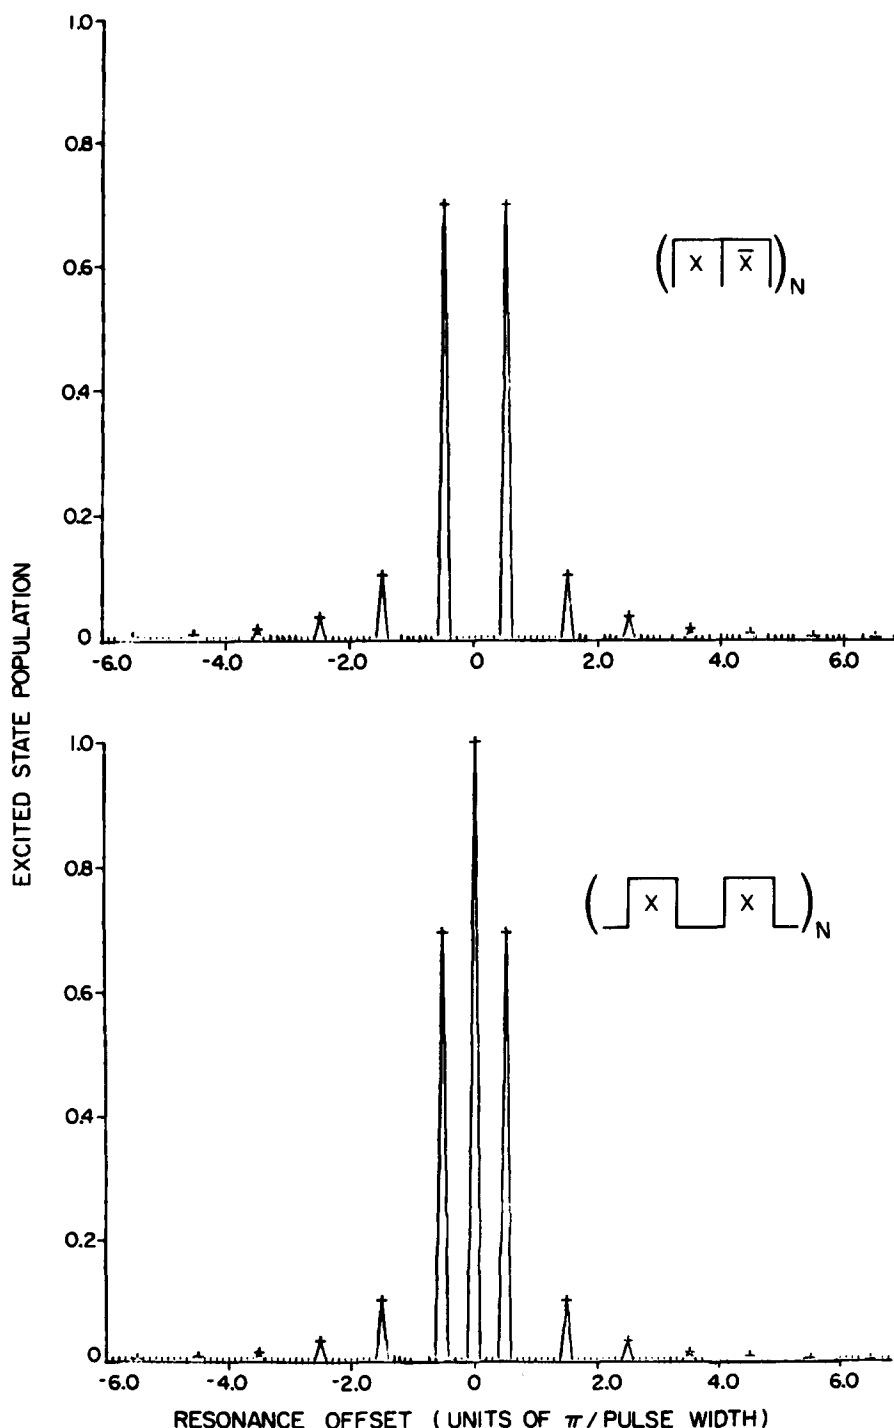 1.0
0.8
0.6
0.4
0.2
0
-6.0 -4.0 -2.0 0 2.0 4.0 6.0
( X X̅ )N
EXCITED STATE POPULATION
1.0
0.8
0.6
0.4
0.2
0
-6.0 -4.0 -2.0 0 2.0 4.0 6.0
( X X )N
RESONANCE OFFSET (UNITS OF π/PULSE WIDTH)